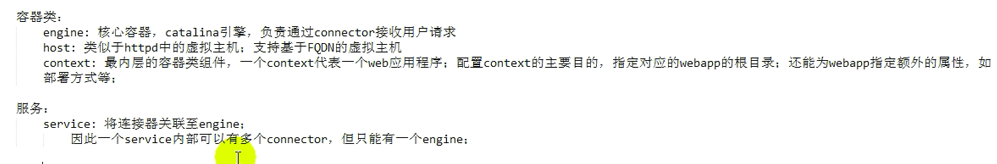 容器类：
engine: 核心容器，catalina引擎，负责通过connector接收用户请求
host: 类似于httpd中的虚拟主机；支持基于FQDN的虚拟主机
context: 最内层的容器类组件，一个context代表一个web应用程序；配置context的主要目的，指定对应的webapp的根目录；还能为webapp指定额外的属性，如
部署方式等；
服务：
service: 将连接器关联至engine；
因此一个service内部可以有多个connector，但只能有一个engine；